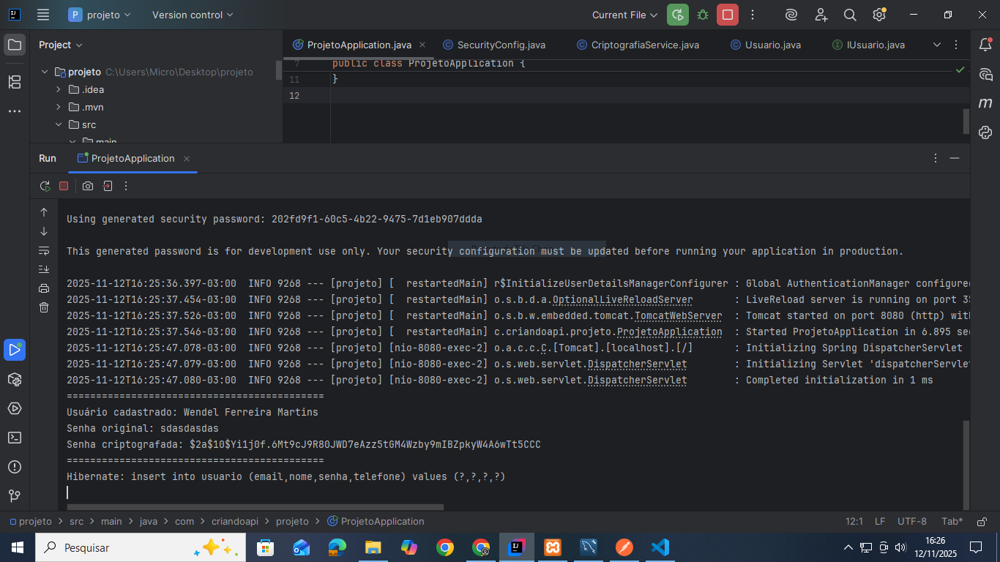 P projeto Version control Current File
Project
ProjetoApplication.java SecurityConfig.java CriptografiaService.java Usuario.java IUsuario.java
projeto C:\Users\Micro\Desktop\projeto
.idea
.mvn
src
main
7 public class ProjetoApplication {
11 }
12
Run ProjetoApplication
Using generated security password: 202fd9f1-60c5-4b22-9475-7d1eb907ddda
This generated password is for development use only. Your security configuration must be updated before running your application in production.
2025-11-12T16:25:36.397-03:00  INFO 9268 --- [projeto] [  restartedMain] r$InitializeUserDetailsManagerConfigurer : Global AuthenticationManager configured
2025-11-12T16:25:37.454-03:00  INFO 9268 --- [projeto] [  restartedMain] o.s.b.d.a.OptionalLiveReloadServer       : LiveReload server is running on port 35
2025-11-12T16:25:37.526-03:00  INFO 9268 --- [projeto] [  restartedMain] o.s.b.w.embedded.tomcat.TomcatWebServer  : Tomcat started on port 8080 (http) wit
2025-11-12T16:25:37.546-03:00  INFO 9268 --- [projeto] [  restartedMain] c.criandoapi.projeto.ProjetoApplication  : Started ProjetoApplication in 6.895 sec
2025-11-12T16:25:47.078-03:00  INFO 9268 --- [projeto] [nio-8080-exec-2] o.a.c.c.C.[Tomcat].[localhost].[/]       : Initializing Spring DispatcherServlet
2025-11-12T16:25:47.079-03:00  INFO 9268 --- [projeto] [nio-8080-exec-2] o.s.web.servlet.DispatcherServlet        : Initializing Servlet 'dispatcherServlet
2025-11-12T16:25:47.080-03:00  INFO 9268 --- [projeto] [nio-8080-exec-2] o.s.web.servlet.DispatcherServlet        : Completed initialization in 1 ms
============================================
Usuário cadastrado: Wendel Ferreira Martins
Senha original: sdasdasdas
Senha criptografada: $2a$10$Yi1j0f.6Mt9cJ9R80JWD7eAzz5tGM4Wzby9mIBZpkyW4A6wTt5CCC
============================================
Hibernate: insert into usuario (email,nome,senha,telefone) values (?,?,?,?)
projeto > src > main > java > com > criandoapi > projeto > ProjetoApplication 12:1 LF UTF-8 Tab*
Pesquisar
16:26
12/11/2025